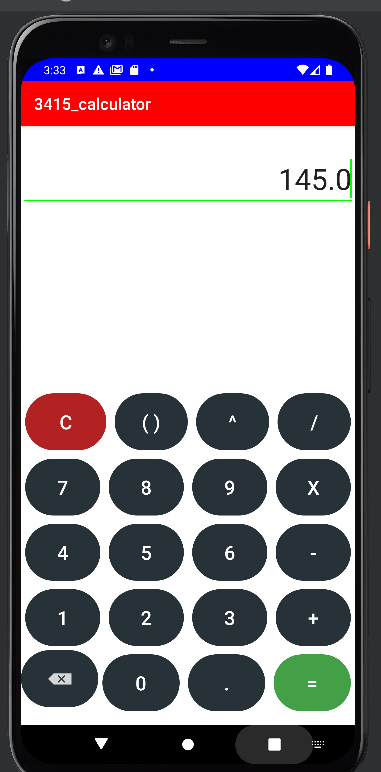 3:33
3415_calculator
145.0
C () ^ /
7 8 9 X
4 5 6 -
1 2 3 +
0 . =